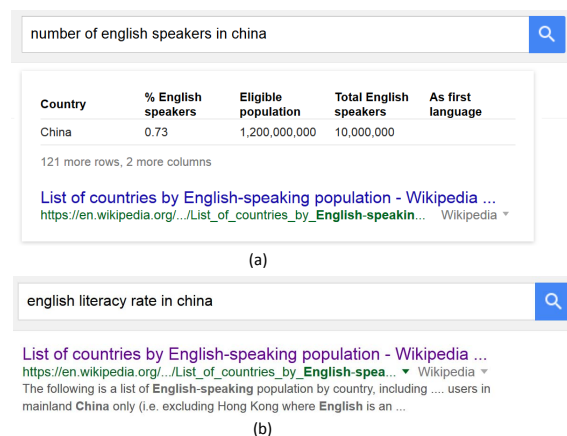 number of english speakers in china
Country % English speakers Eligible population Total English speakers As first language
China 0.73 1,200,000,000 10,000,000
121 more rows, 2 more columns
List of countries by English-speaking population - Wikipedia ...
https://en.wikipedia.org/.../List_of_countries_by_English-speakin... Wikipedia
(a)
english literacy rate in china
List of countries by English-speaking population - Wikipedia ...
https://en.wikipedia.org/.../List_of_countries_by_English-spea... Wikipedia
The following is a list of English-speaking population by country, including .... users in
mainland China only (i.e. excluding Hong Kong where English is an ...
(b)